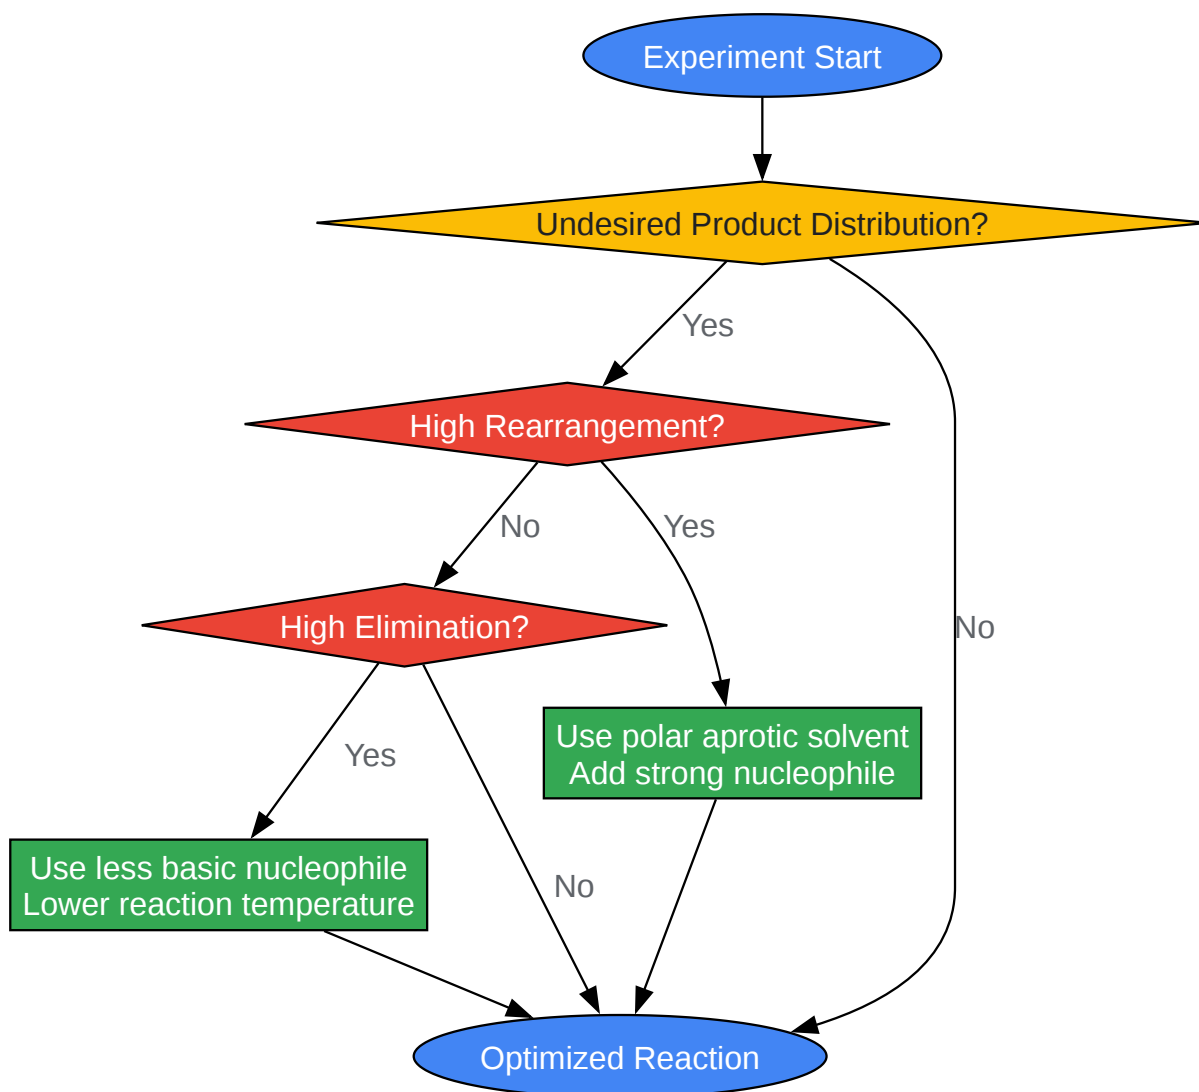 Experiment Start
Undesired Product Distribution?
Yes
High Rearrangement?
No
Yes
High Elimination?
No
Use polar aprotic solvent
Add strong nucleophile
Yes
Use less basic nucleophile
Lower reaction temperature
No
Optimized Reaction